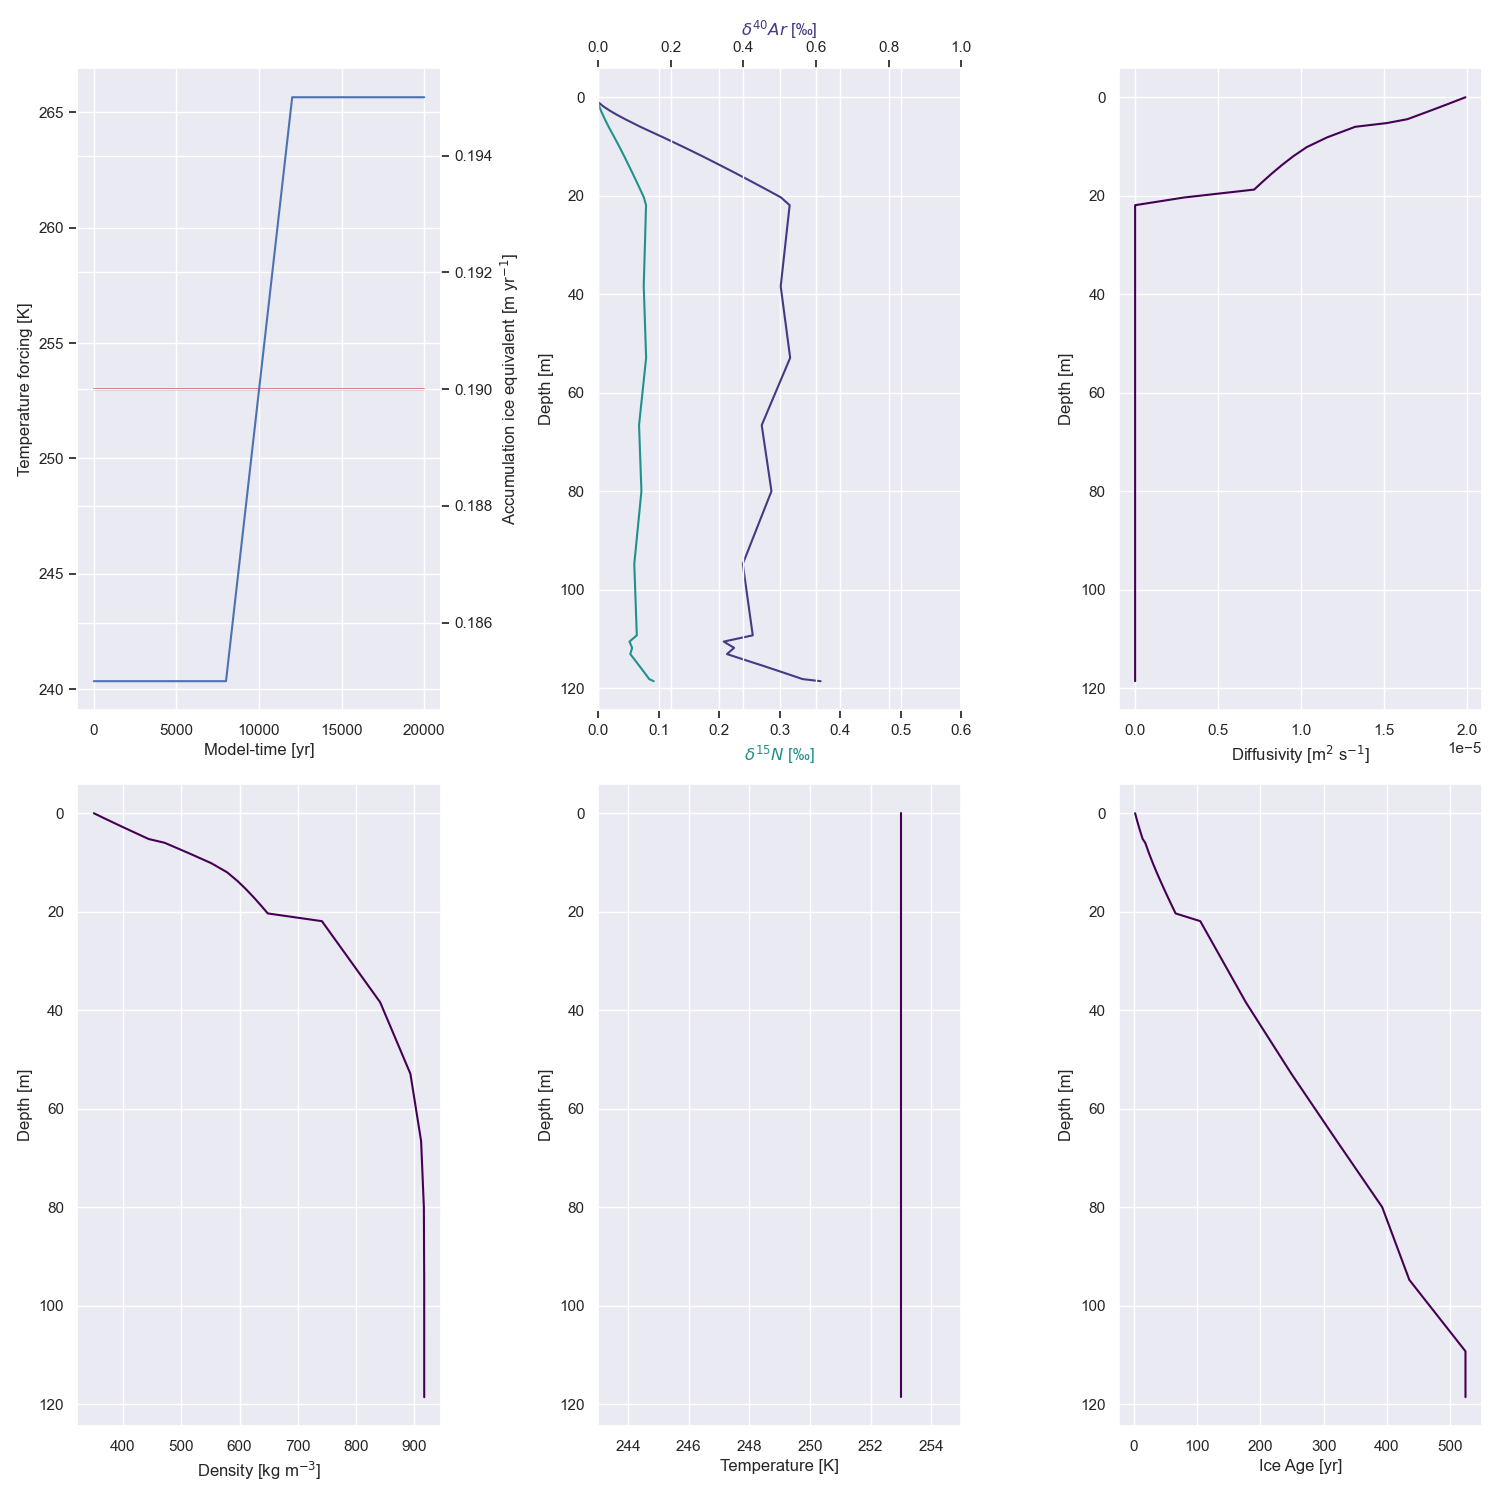 265
260
255
250
245
240
Temperature forcing [K]
0 5000 10000 15000 20000
Model-time [yr]
0.194
0.192
0.190
0.188
0.186
Accumulation ice equivalent [m yr⁻¹]
δ⁴⁰Ar [‰]
0.0 0.2 0.4 0.6 0.8 1.0
0
20
40
60
80
100
120
Depth [m]
0.0 0.1 0.2 0.3 0.4 0.5 0.6
δ¹⁵N [‰]
0
20
40
60
80
100
120
Depth [m]
0.0 0.5 1.0 1.5 2.0
1e−5
Diffusivity [m² s⁻¹]
0
20
40
60
80
100
120
Depth [m]
400 500 600 700 800 900
Density [kg m⁻³]
0
20
40
60
80
100
120
Depth [m]
244 246 248 250 252 254
Temperature [K]
0
20
40
60
80
100
120
Depth [m]
0 100 200 300 400 500
Ice Age [yr]